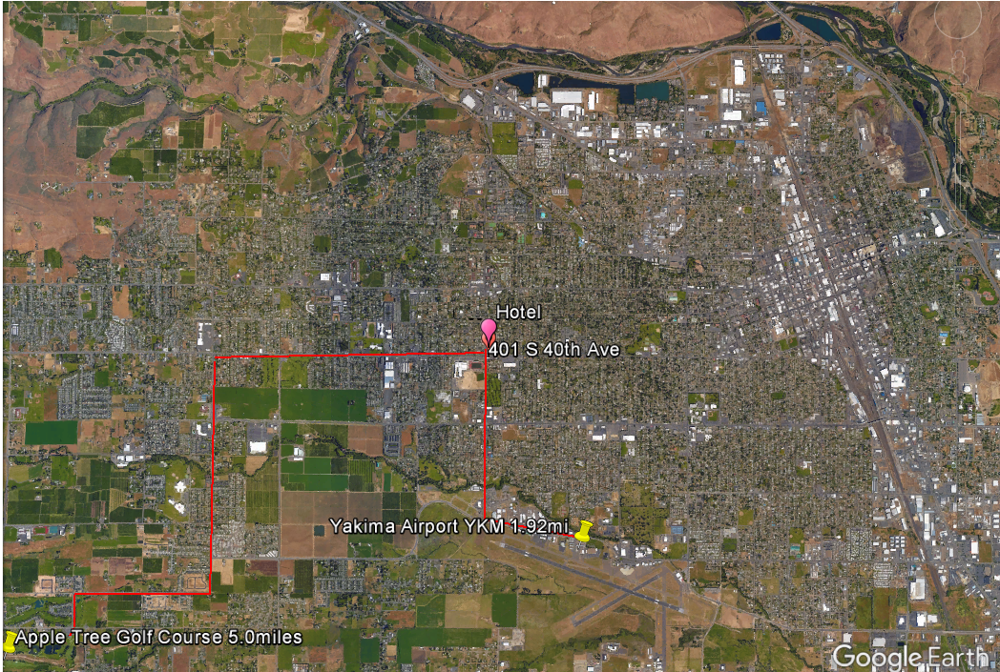 Hotel
401 S 40th Ave
Yakima Airport YKM 1.92mi
Apple Tree Golf Course 5.0miles
Google Earth